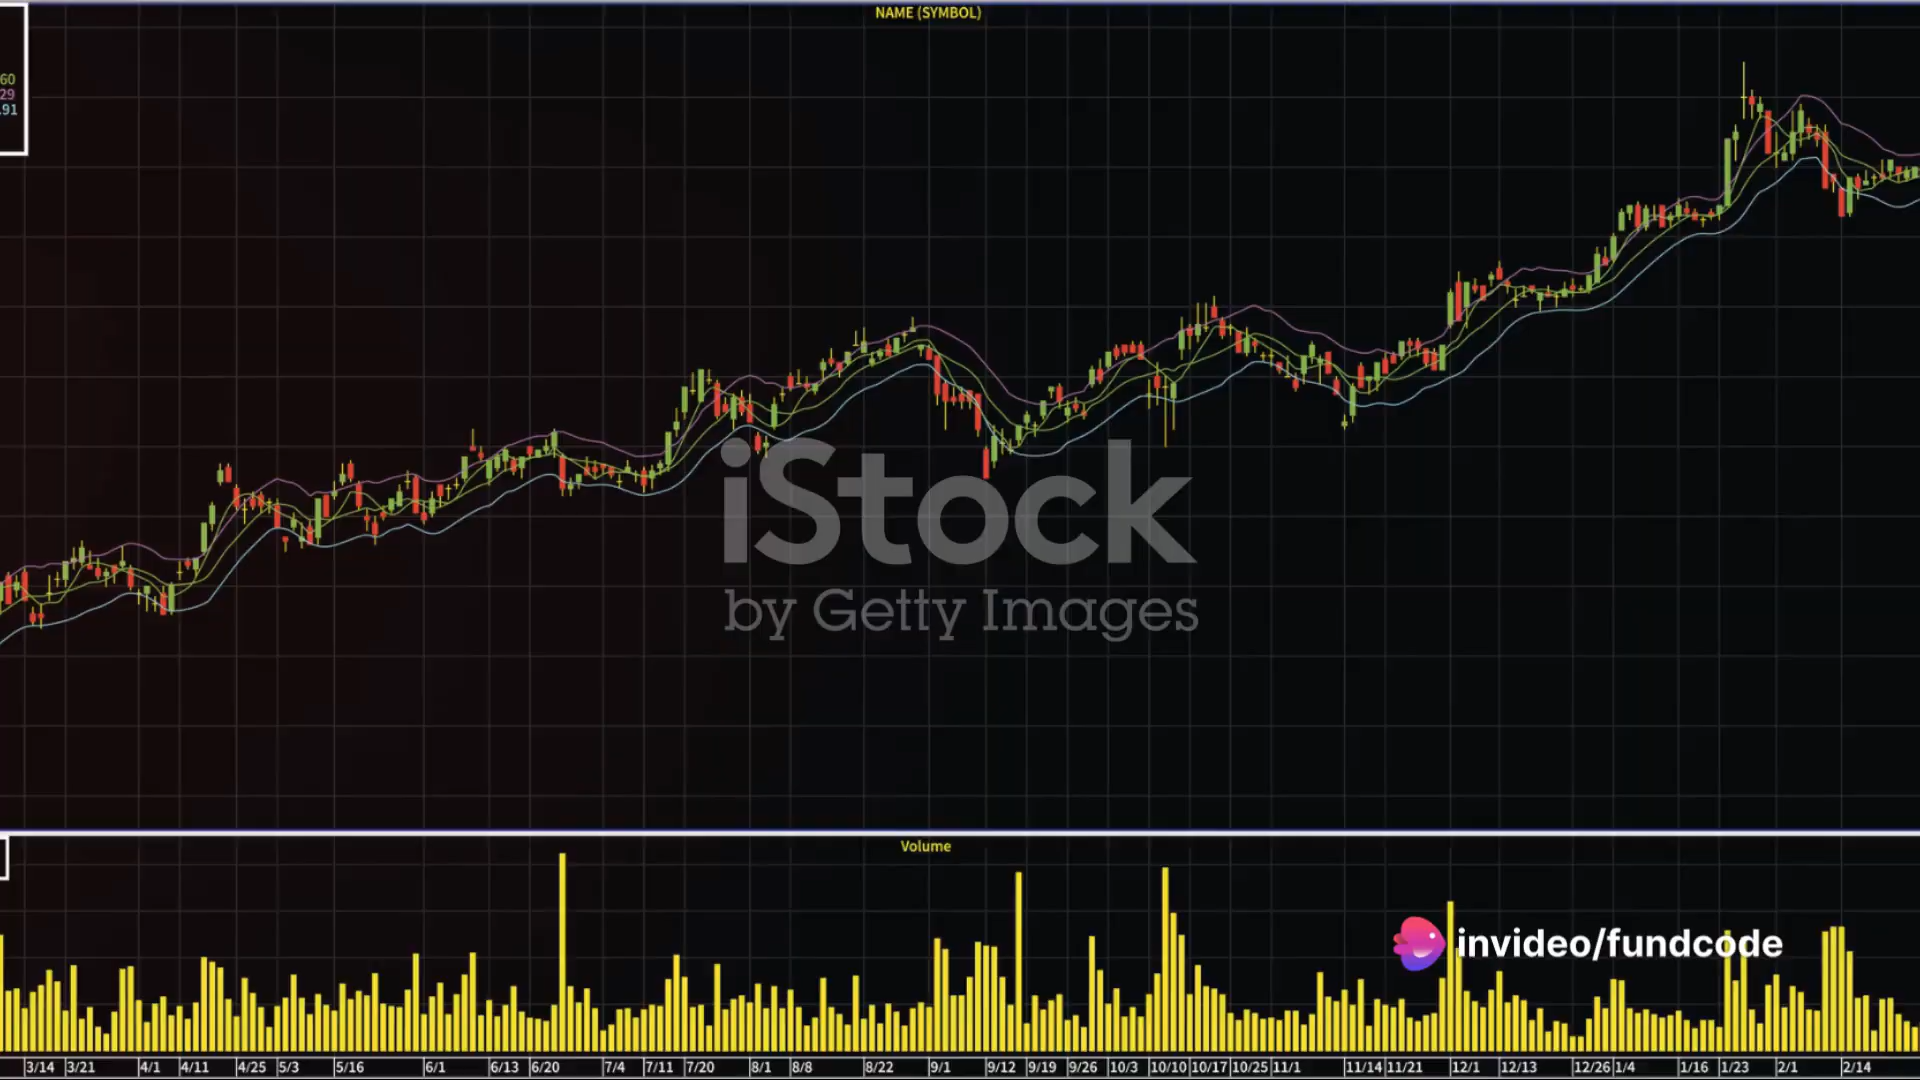 NAME (SYMBOL)
60
29
.91
iStock
by Getty Images
Volume
invideo/fundcode
3/14 3/21 4/1 4/11 4/25 5/3 5/16 6/1 6/13 6/20 7/4 7/11 7/20 8/1 8/8 8/22 9/1 9/12 9/19 9/26 10/3 10/10 10/17 10/25 11/1 11/14 11/21 12/1 12/13 12/26 1/4 1/16 1/23 2/1 2/14